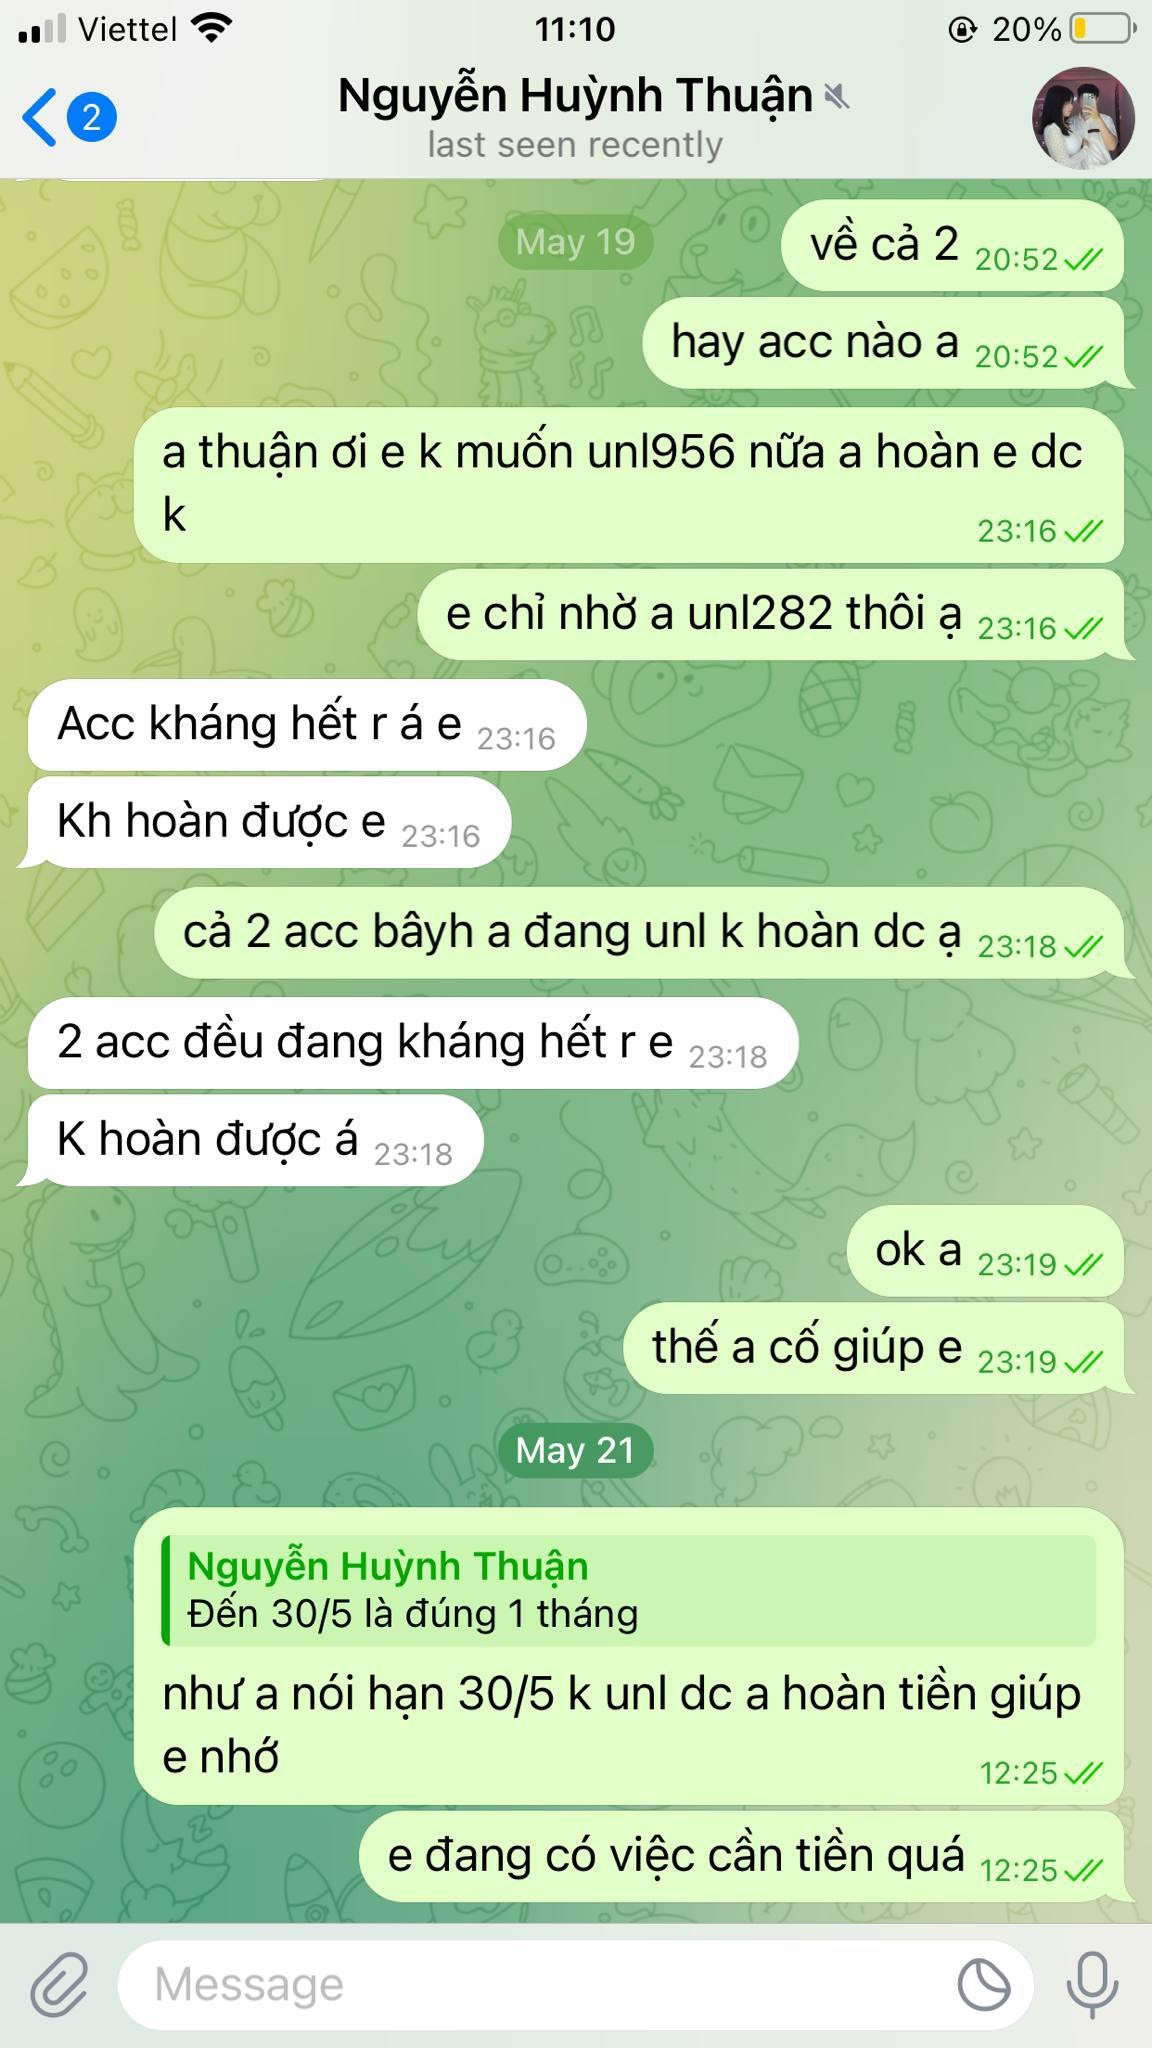 Viettel 11:10 20%
2 Nguyễn Huỳnh Thuận
last seen recently
May 19
về cả 2 20:52
hay acc nào a 20:52
a thuận ơi e k muốn unl956 nữa a hoàn e dc
k 23:16
e chỉ nhờ a unl282 thôi ạ 23:16
Acc kháng hết r á e 23:16
Kh hoàn được e 23:16
cả 2 acc bâyh a đang unl k hoàn dc ạ 23:18
2 acc đều đang kháng hết r e 23:18
K hoàn được á 23:18
ok a 23:19
thế a cố giúp e 23:19
May 21
Nguyễn Huỳnh Thuận
Đến 30/5 là đúng 1 tháng
như a nói hạn 30/5 k unl dc a hoàn tiền giúp
e nhớ 12:25
e đang có việc cần tiền quá 12:25
Message